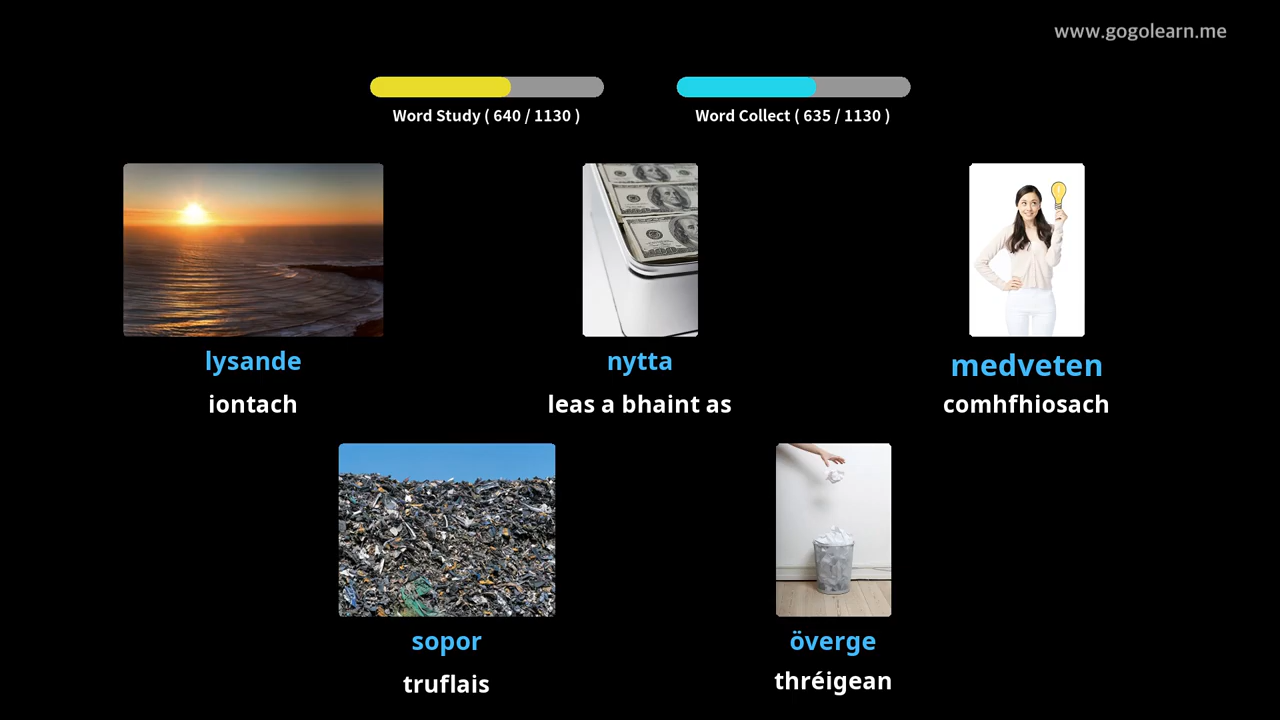 www.gogolearn.me
Word Study ( 640 / 1130 )
Word Collect ( 635 / 1130 )
lysande
iontach
nytta
leas a bhaint as
medveten
comhfhiosach
sopor
truflais
överge
thréigean